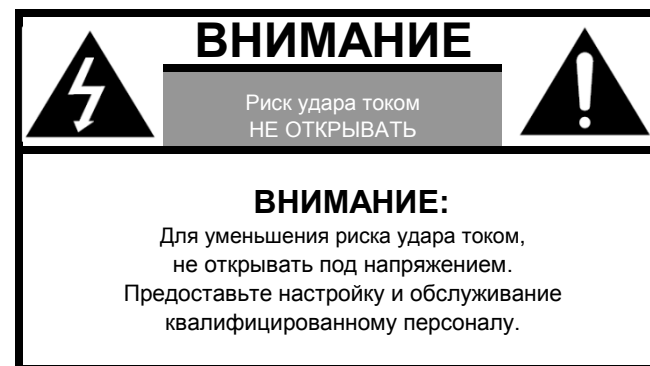 ВНИМАНИЕ
Риск удара током
НЕ ОТКРЫВАТЬ
ВНИМАНИЕ:
Для уменьшения риска удара током,
не открывать под напряжением.
Предоставьте настройку и обслуживание
квалифицированному персоналу.